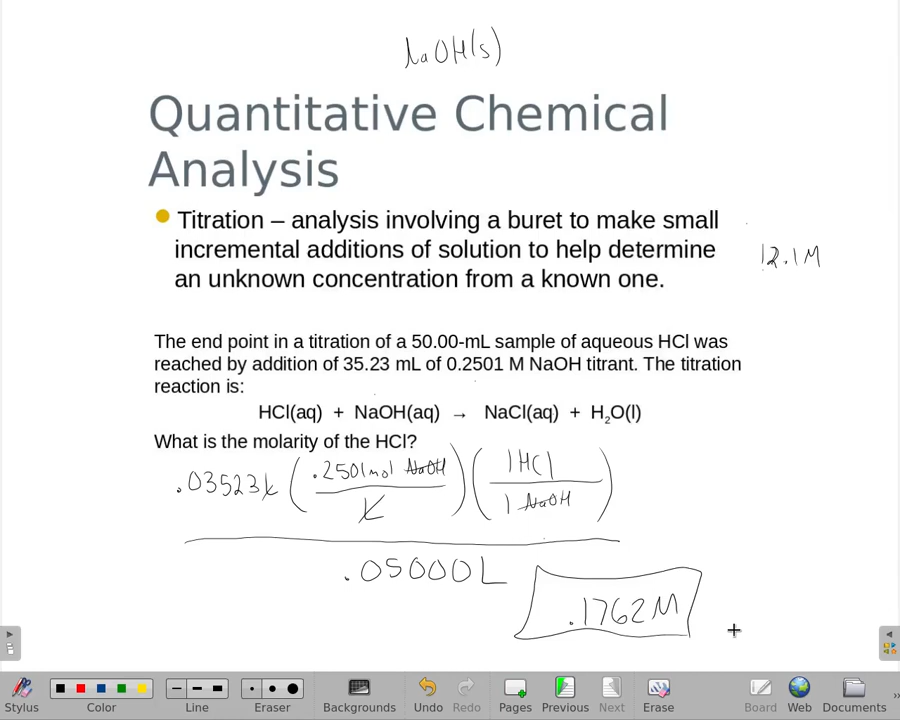 NaOH(s)
Quantitative Chemical
Analysis
Titration – analysis involving a buret to make small
incremental additions of solution to help determine
an unknown concentration from a known one.
12.1M
The end point in a titration of a 50.00-mL sample of aqueous HCl was
reached by addition of 35.23 mL of 0.2501 M NaOH titrant. The titration
reaction is:
HCl(aq) + NaOH(aq) → NaCl(aq) + H₂O(l)
What is the molarity of the HCl?
.03523L (.2501mol NaOH / L) (1HCl / 1 NaOH)
.05000L
.1762M
Stylus Color Line Eraser Backgrounds Undo Redo Pages Previous Next Erase Board Web Documents